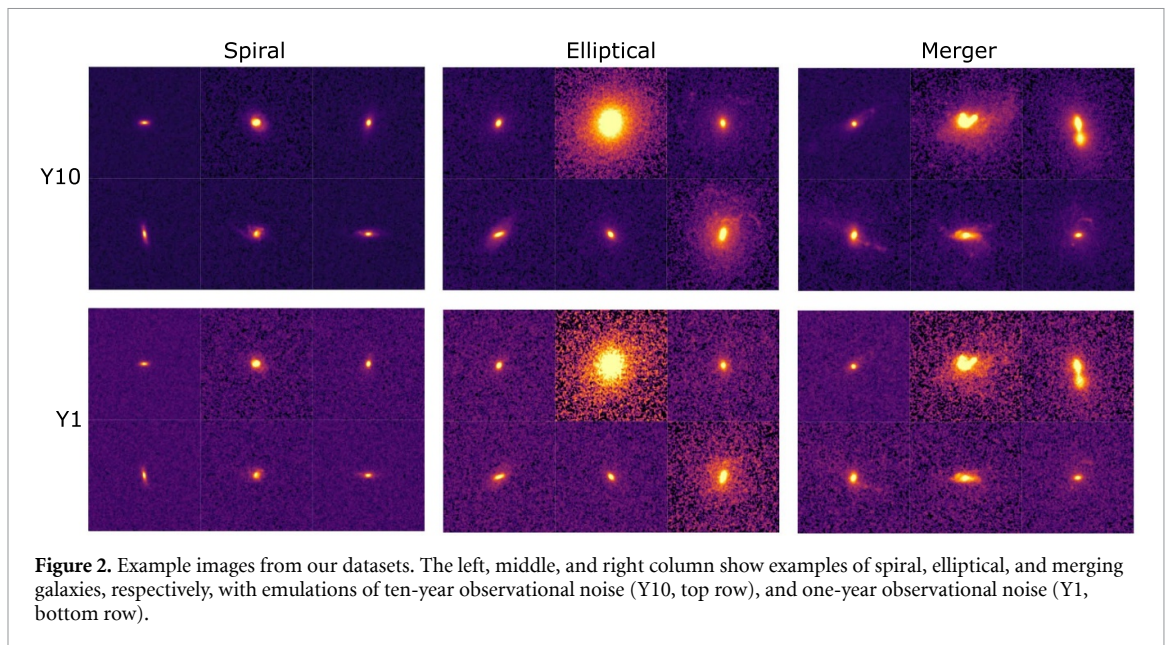 Spiral
Elliptical
Merger
Y10
Y1
Figure 2. Example images from our datasets. The left, middle, and right column show examples of spiral, elliptical, and merging
galaxies, respectively, with emulations of ten-year observational noise (Y10, top row), and one-year observational noise (Y1,
bottom row).